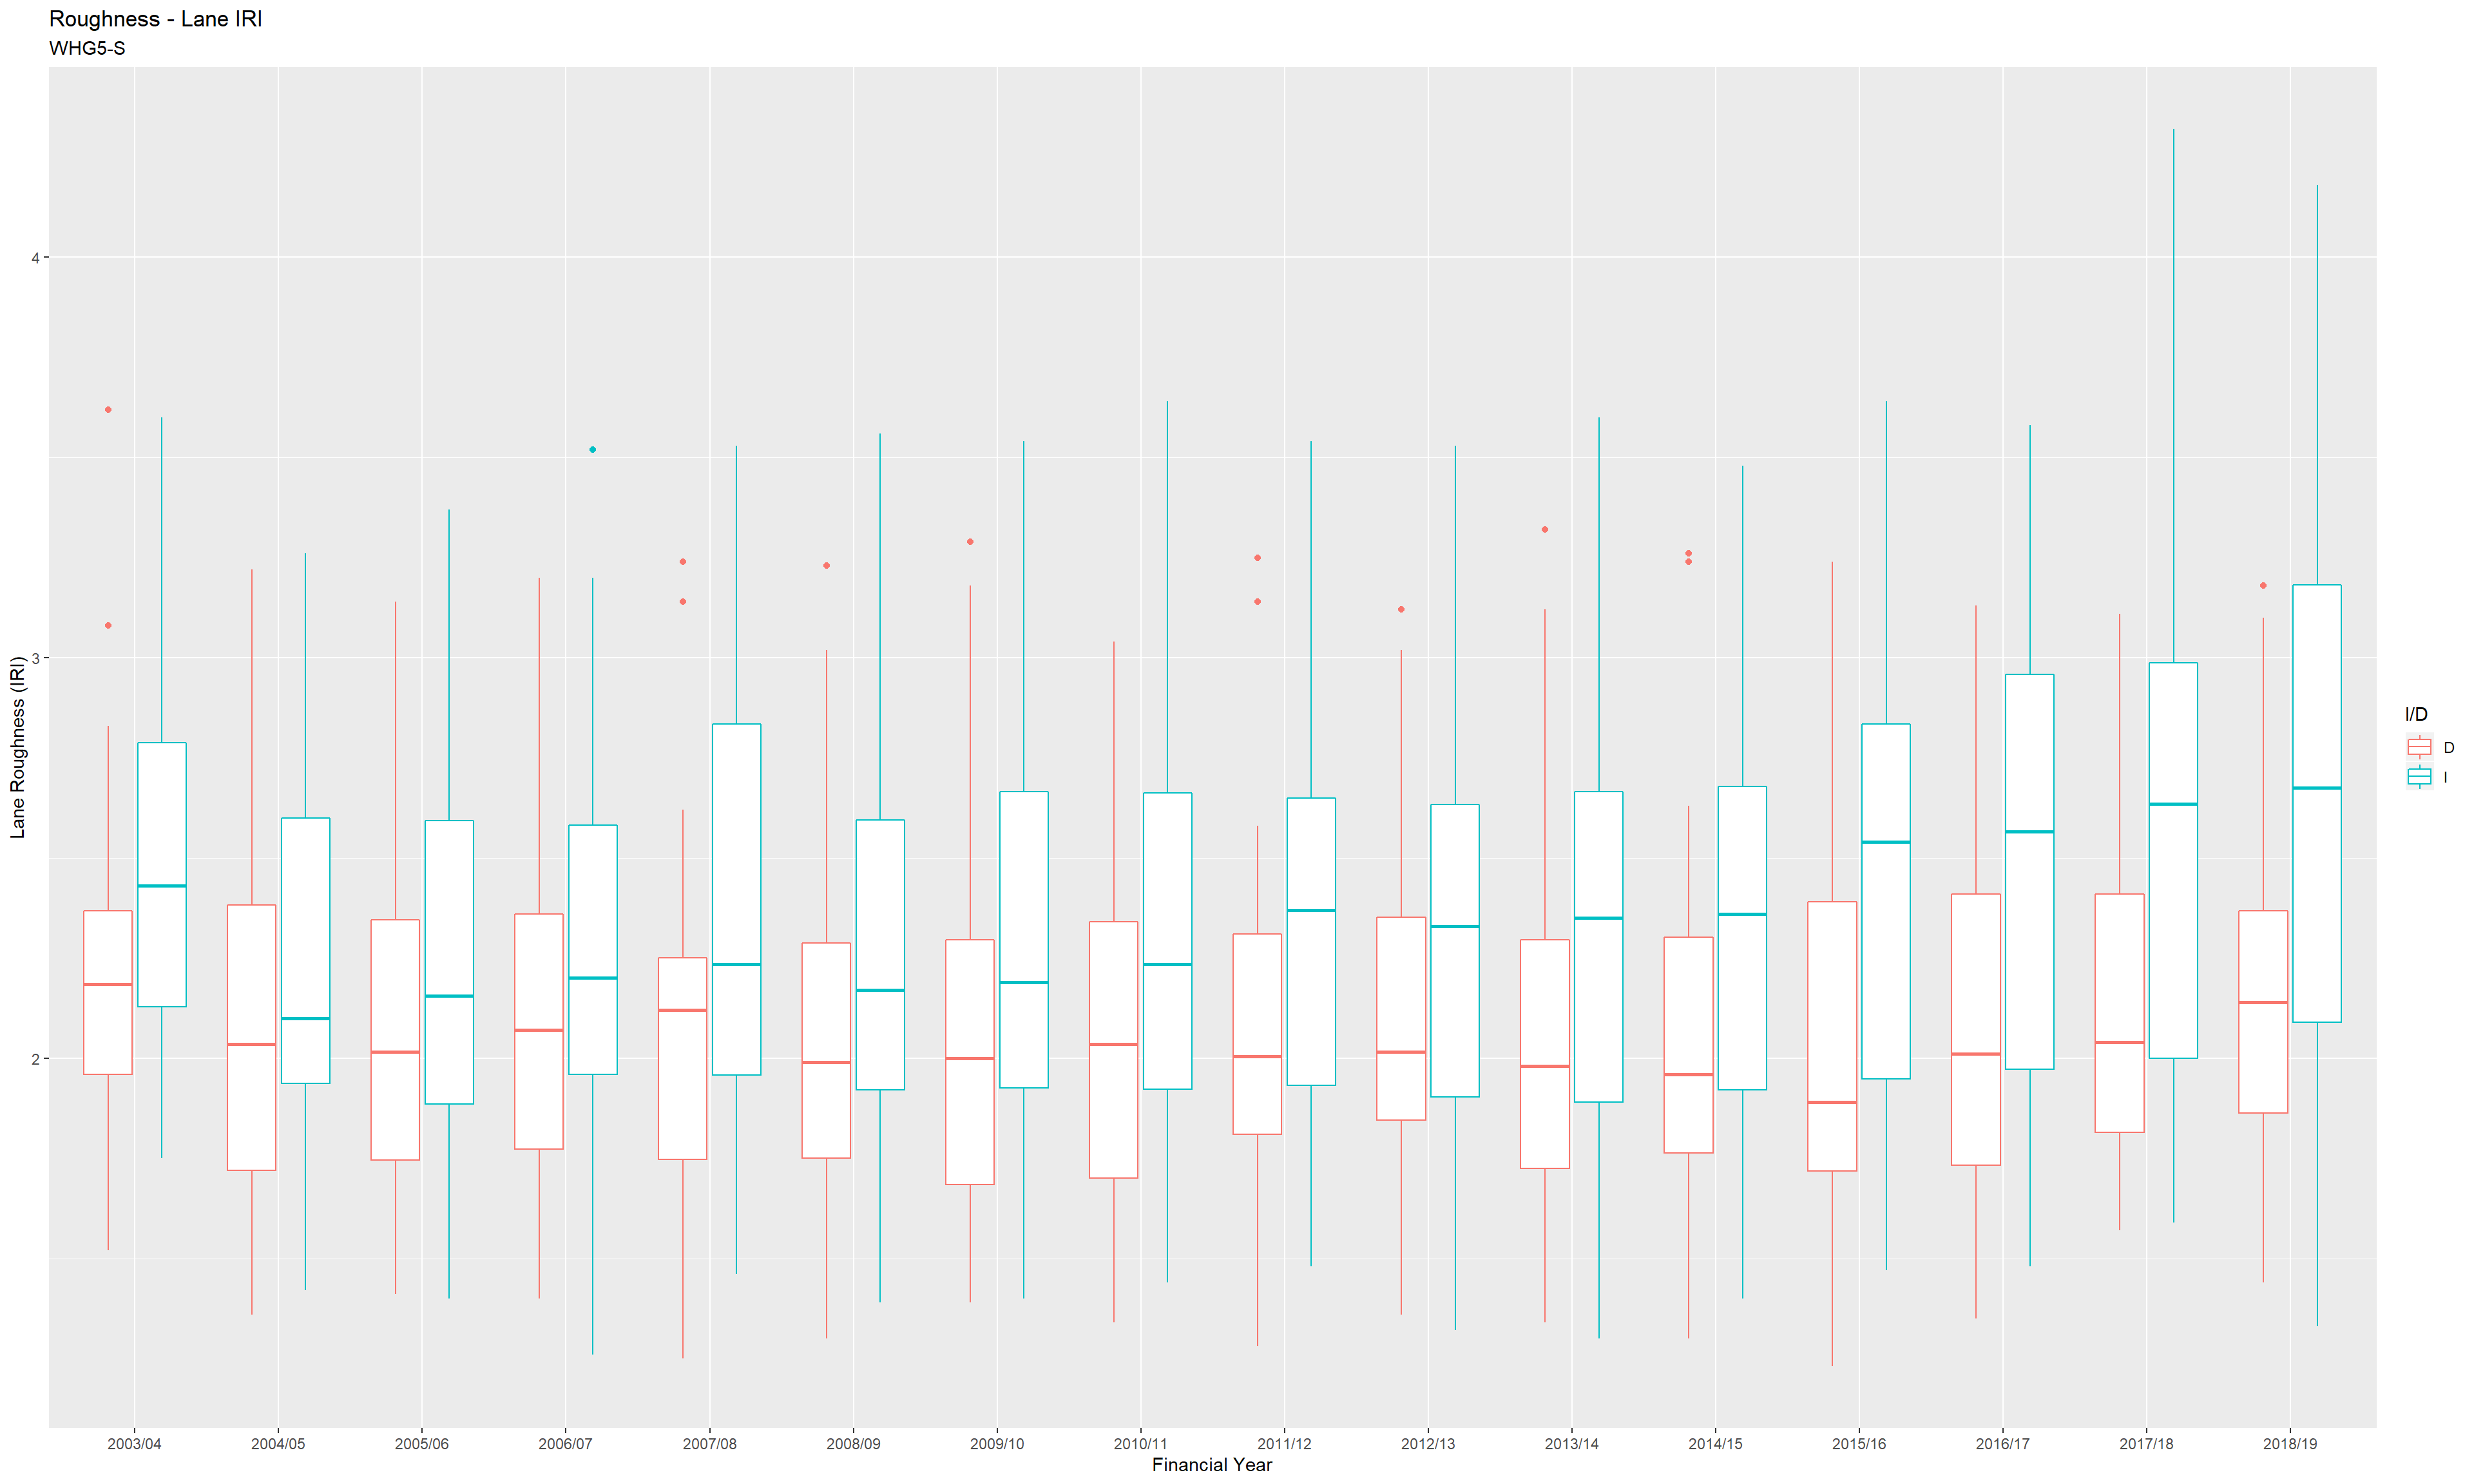 Roughness - Lane IRI
WHG5-S
Lane Roughness (IRI)
4
3
2
2003/04 2004/05 2005/06 2006/07 2007/08 2008/09 2009/10 2010/11 2011/12 2012/13 2013/14 2014/15 2015/16 2016/17 2017/18 2018/19
Financial Year
I/D
D
I